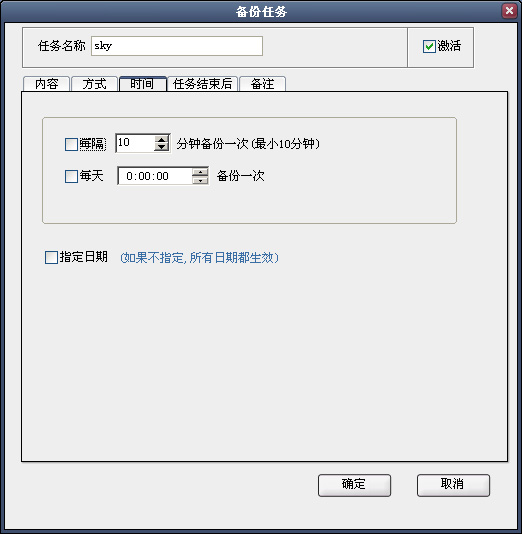 备份任务
任务名称 sky 激活
内容 方式 时间 任务结束后 备注
每隔 10 分钟备份一次(最小10分钟)
每天 0:00:00 备份一次
指定日期 (如果不指定,所有日期都生效)
确定 取消